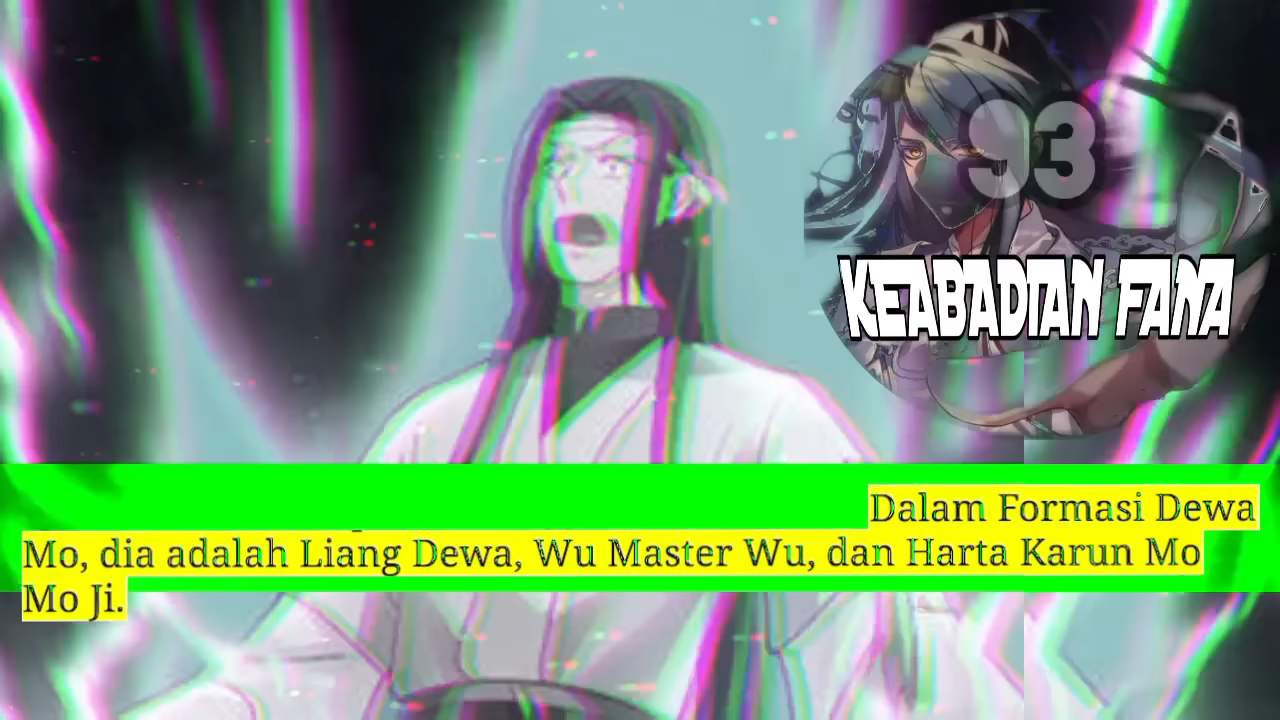 93
KEABADIAN FANA
Dalam Formasi Dewa
Mo, dia adalah Liang Dewa, Wu Master Wu, dan Harta Karun Mo
Mo Ji.